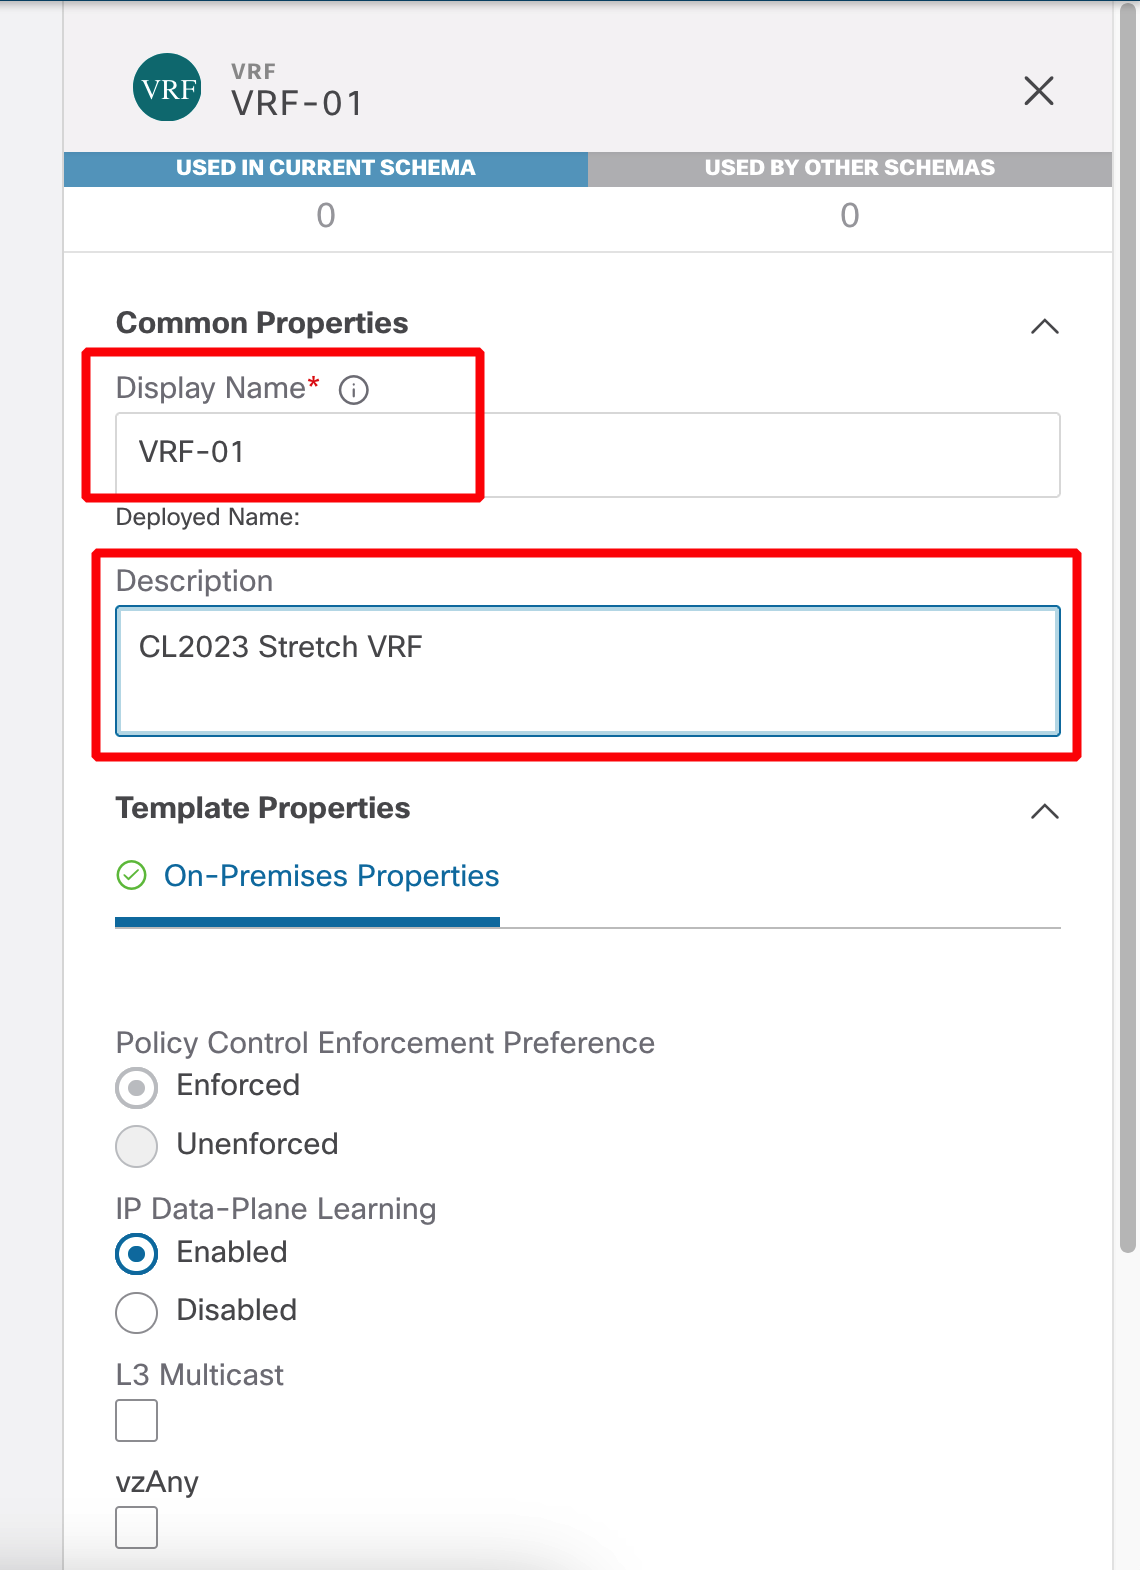 VRF
VRF
VRF-01
USED IN CURRENT SCHEMA
USED BY OTHER SCHEMAS
0
0
Common Properties
Display Name*
VRF-01
Deployed Name:
Description
CL2023 Stretch VRF
Template Properties
On-Premises Properties
Policy Control Enforcement Preference
Enforced
Unenforced
IP Data-Plane Learning
Enabled
Disabled
L3 Multicast
vzAny